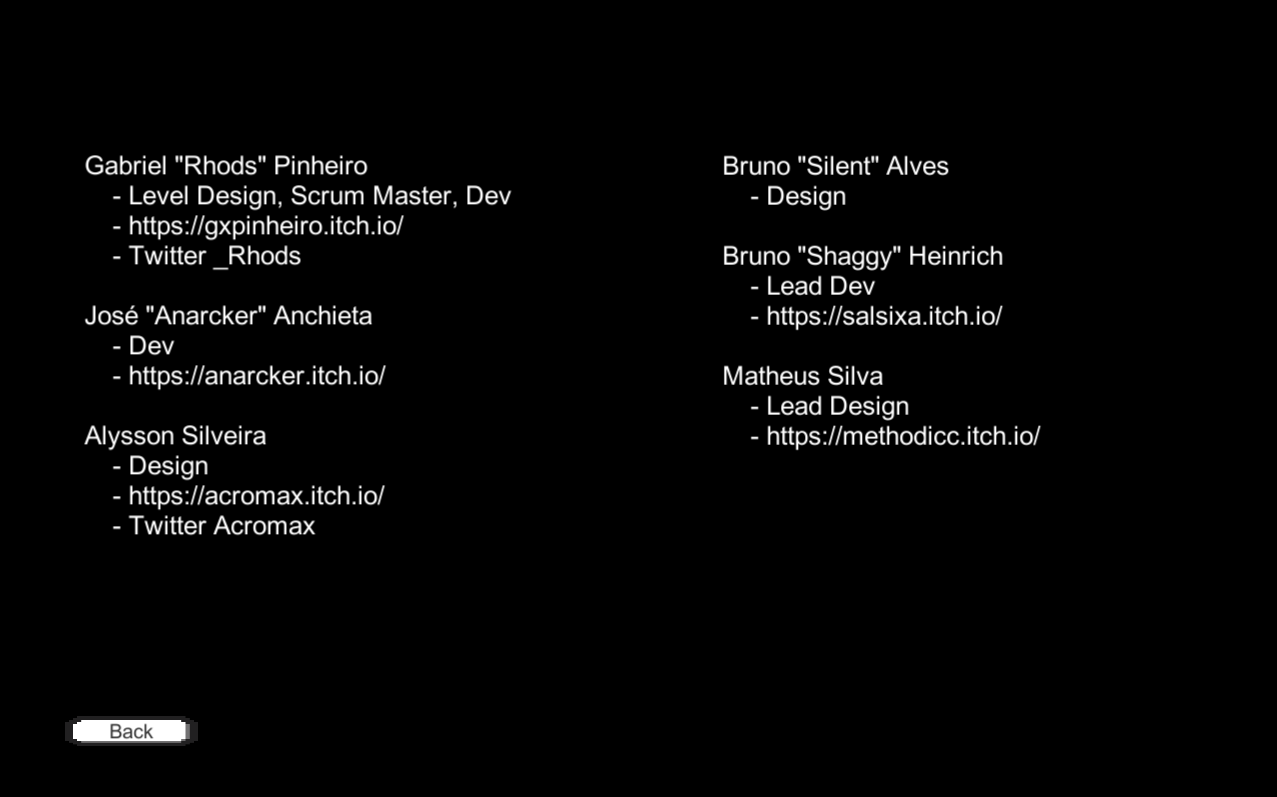 Gabriel "Rhods" Pinheiro
- Level Design, Scrum Master, Dev
- https://gxpinheiro.itch.io/
- Twitter _Rhods
José "Anarcker" Anchieta
- Dev
- https://anarcker.itch.io/
Alysson Silveira
- Design
- https://acromax.itch.io/
- Twitter Acromax
Bruno "Silent" Alves
- Design
Bruno "Shaggy" Heinrich
- Lead Dev
- https://salsixa.itch.io/
Matheus Silva
- Lead Design
- https://methodicc.itch.io/
Back